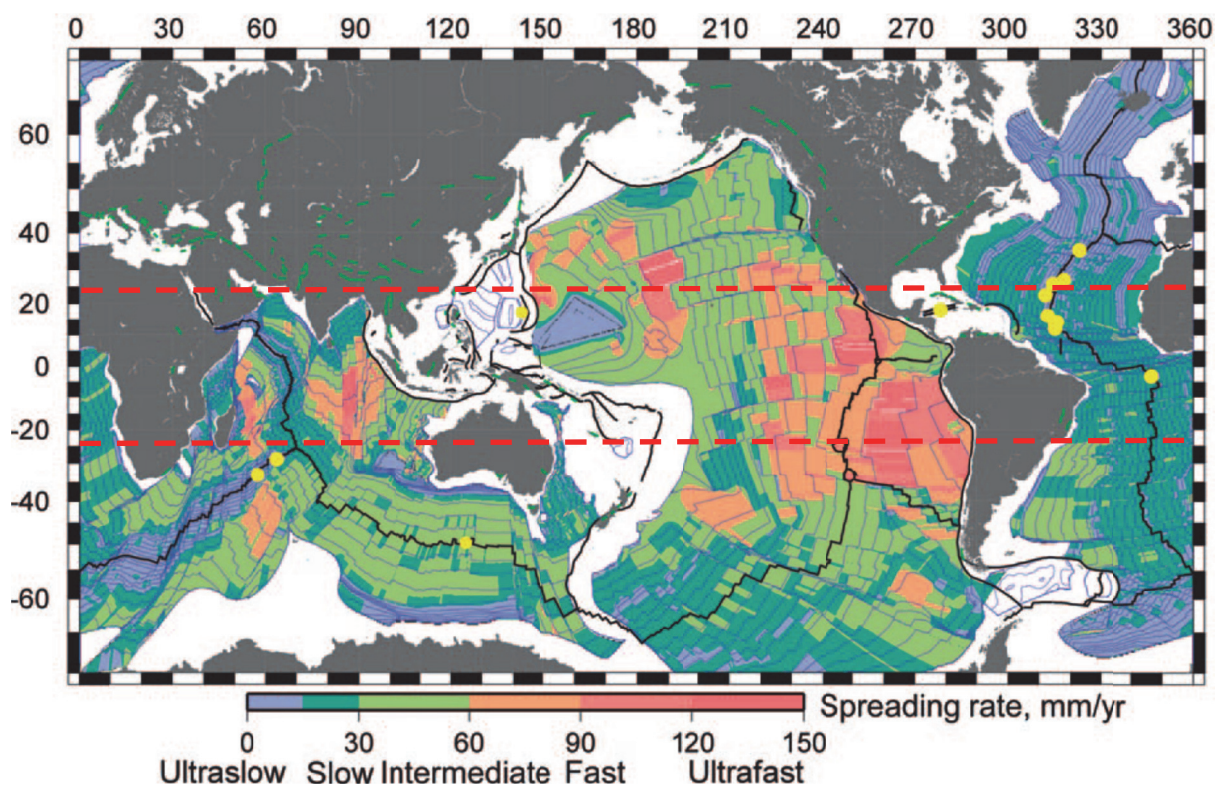 0 30 60 90 120 150 180 210 240 270 300 330 360
60
40
20
0
-20
-40
-60
Spreading rate, mm/yr
0 30 60 90 120 150
Ultraslow Slow Intermediate Fast Ultrafast